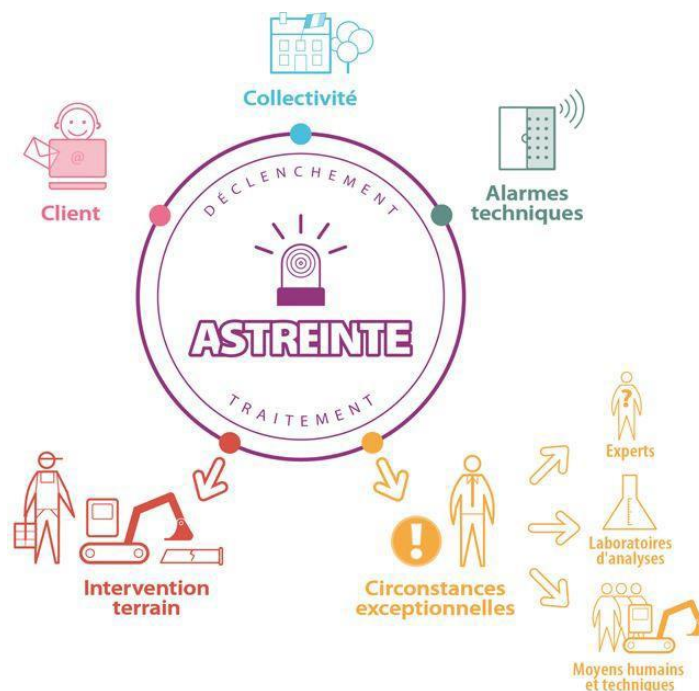 Collectivité
Client
Alarmes
techniques
DÉCLENCHEMENT
@
ASTREINTE
TRAITEMENT
Intervention
terrain
!
Circonstances
exceptionnelles
?
Experts
Laboratoires
d'analyses
Moyens humains
et techniques